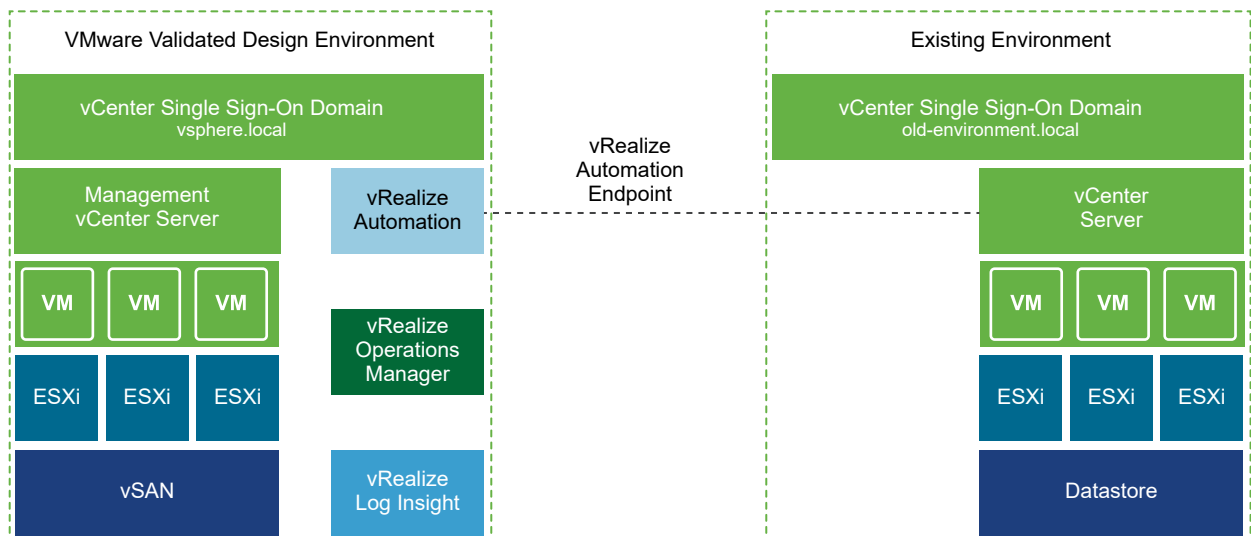 VMware Validated Design Environment
vCenter Single Sign-On Domain
vsphere.local
Management
vCenter Server
vRealize
Automation
VM
VM
VM
vRealize
Operations
Manager
ESXi
ESXi
ESXi
vSAN
vRealize
Log Insight
vRealize
Automation
Endpoint
Existing Environment
vCenter Single Sign-On Domain
old-environment.local
vCenter
Server
VM
VM
VM
ESXi
ESXi
ESXi
Datastore